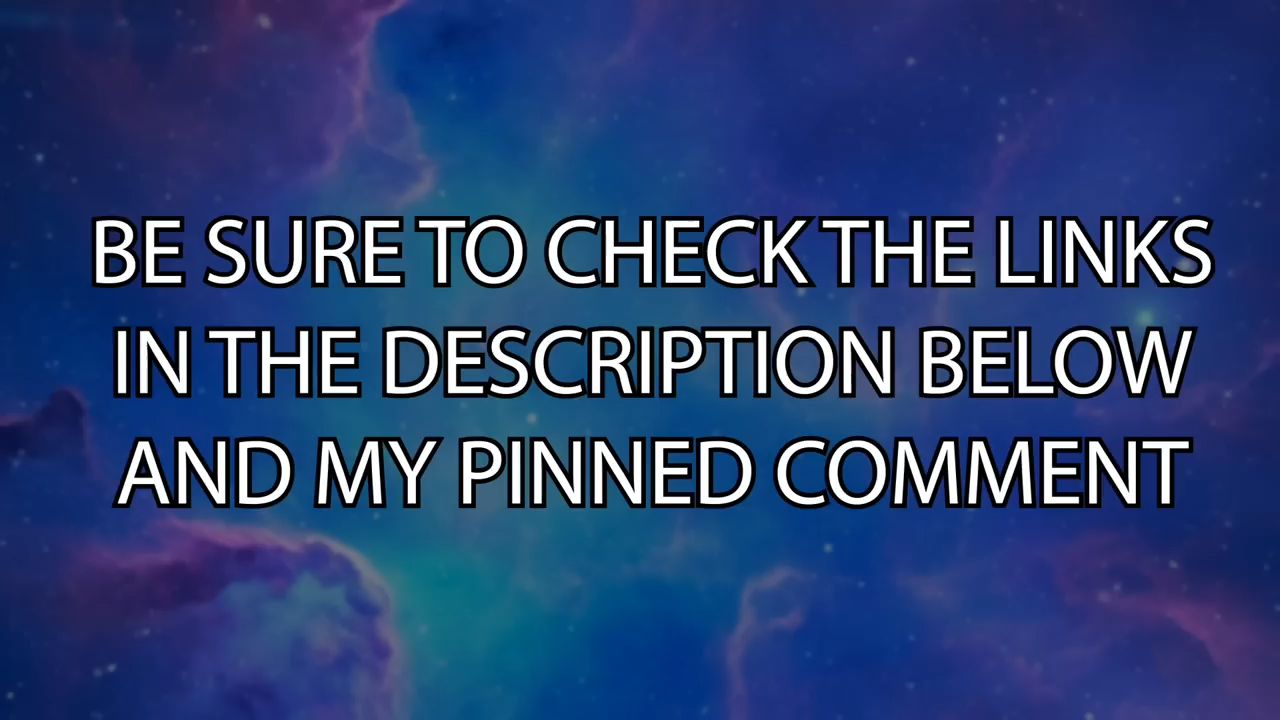 BE SURE TO CHECK THE LINKS
IN THE DESCRIPTION BELOW
AND MY PINNED COMMENT